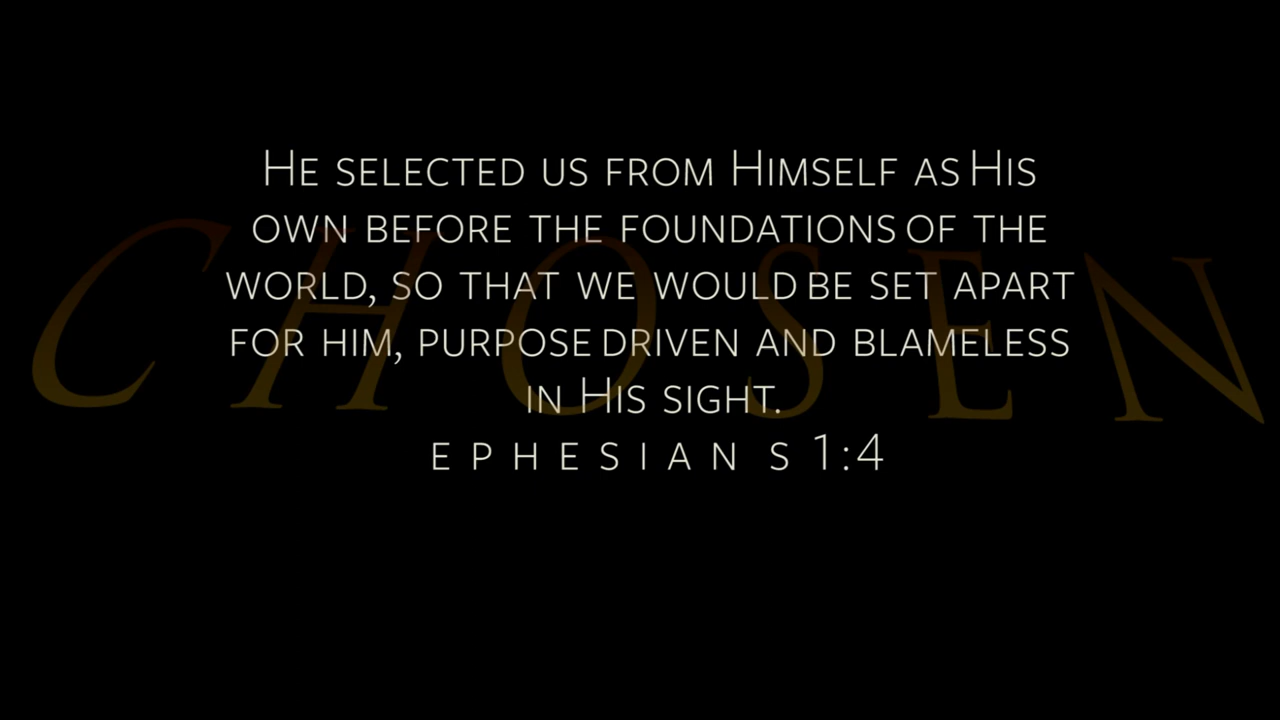 He selected us from Himself as His
own before the foundations of the
world, so that we would be set apart
for him, purpose driven and blameless
in His sight.
Ephesians 1:4
CHOSEN